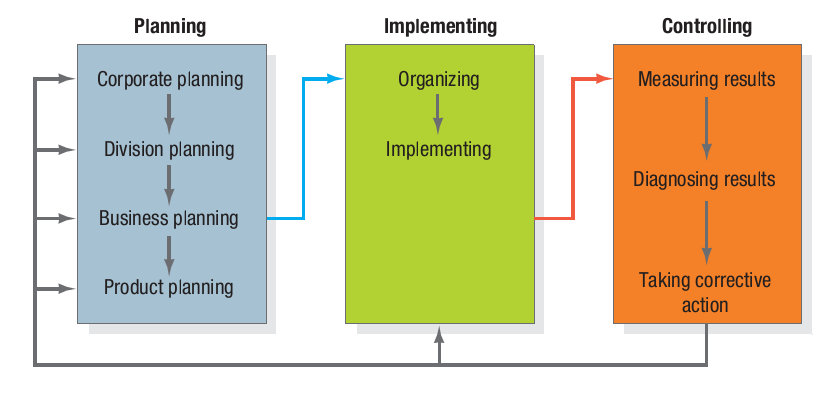 Planning
Corporate planning
Division planning
Business planning
Product planning
Implementing
Organizing
Implementing
Controlling
Measuring results
Diagnosing results
Taking corrective
action